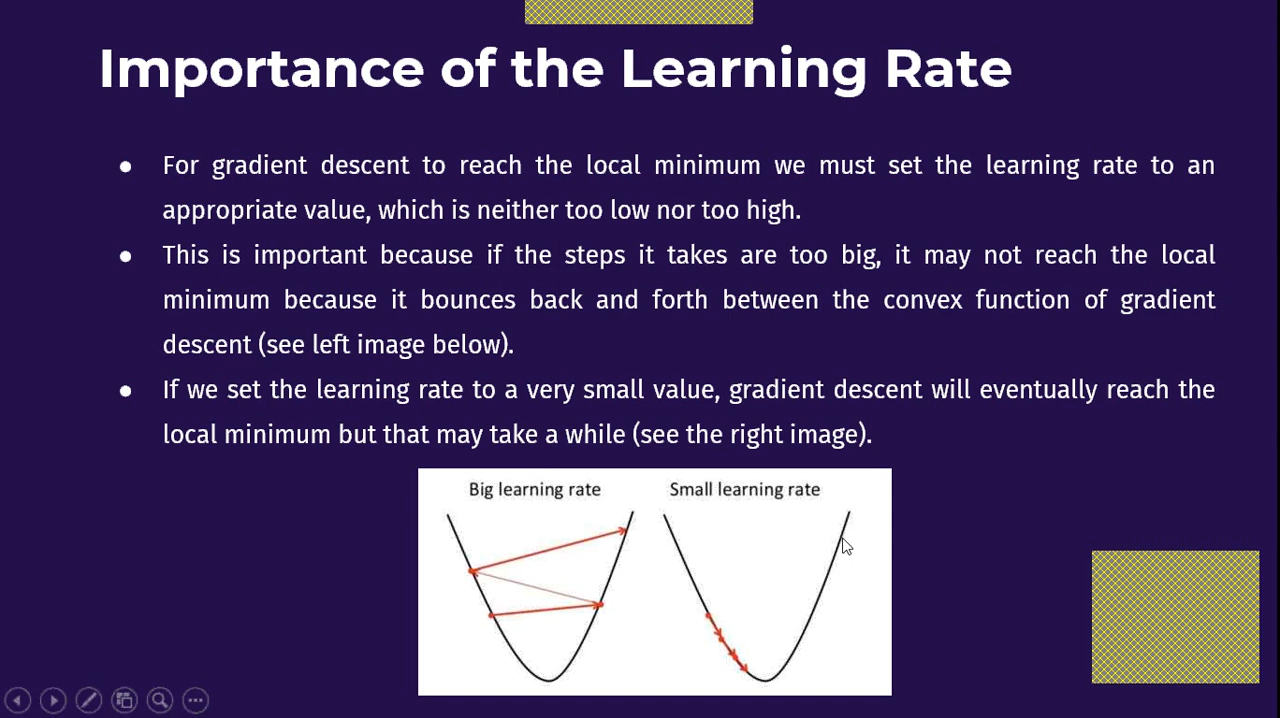 Importance of the Learning Rate
● For gradient descent to reach the local minimum we must set the learning rate to an
appropriate value, which is neither too low nor too high.
● This is important because if the steps it takes are too big, it may not reach the local
minimum because it bounces back and forth between the convex function of gradient
descent (see left image below).
● If we set the learning rate to a very small value, gradient descent will eventually reach the
local minimum but that may take a while (see the right image).
Big learning rate
Small learning rate